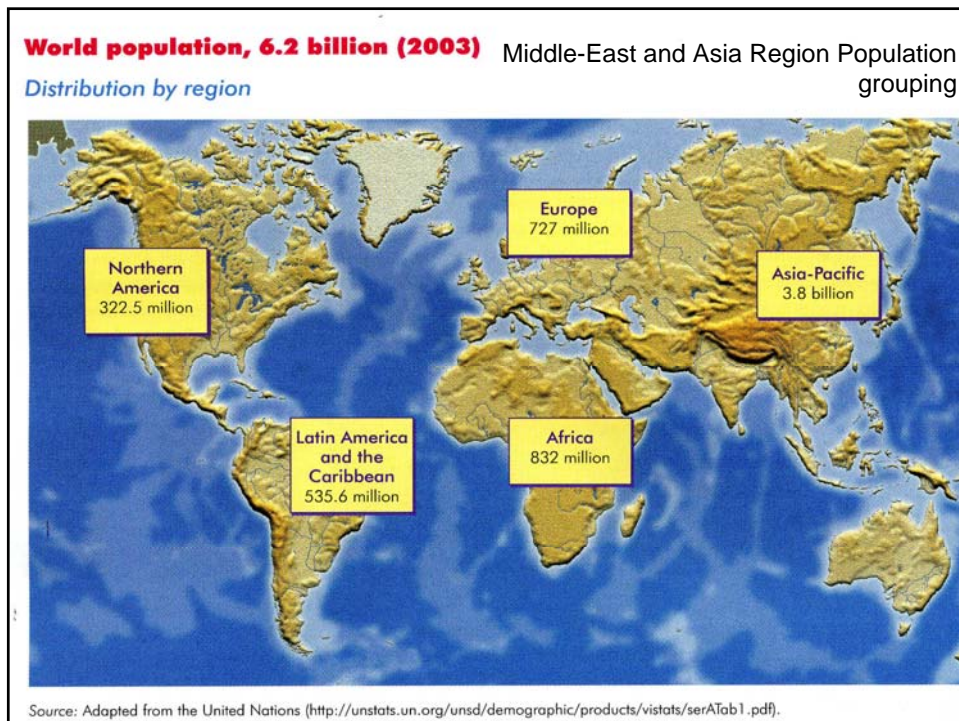 World population, 6.2 billion (2003)
Middle-East and Asia Region Population
grouping
Distribution by region
Europe
727 million
Northern
America
322.5 million
Asia-Pacific
3.8 billion
Latin America
and the
Caribbean
535.6 million
Africa
832 million
Source: Adapted from the United Nations (http://unstats.un.org/unsd/demographic/products/vistats/serATab1.pdf).